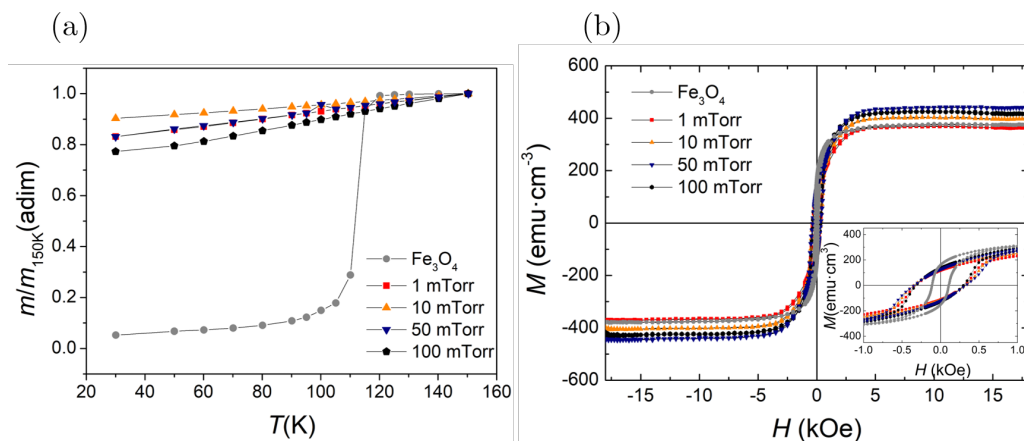 (a)
m/m150K(adim)
1.0
0.8
0.6
0.4
0.2
0.0
Fe3O4
1 mTorr
10 mTorr
50 mTorr
100 mTorr
20 40 60 80 100 120 140 160
T(K)
(b)
M (emu·cm-3)
600
400
200
0
-200
-400
-600
Fe3O4
1 mTorr
10 mTorr
50 mTorr
100 mTorr
M(emu·cm-3)
400
200
0
-200
-400
-1.0 -0.5 0.0 0.5 1.0
H (kOe)
-15 -10 -5 0 5 10 15
H (kOe)